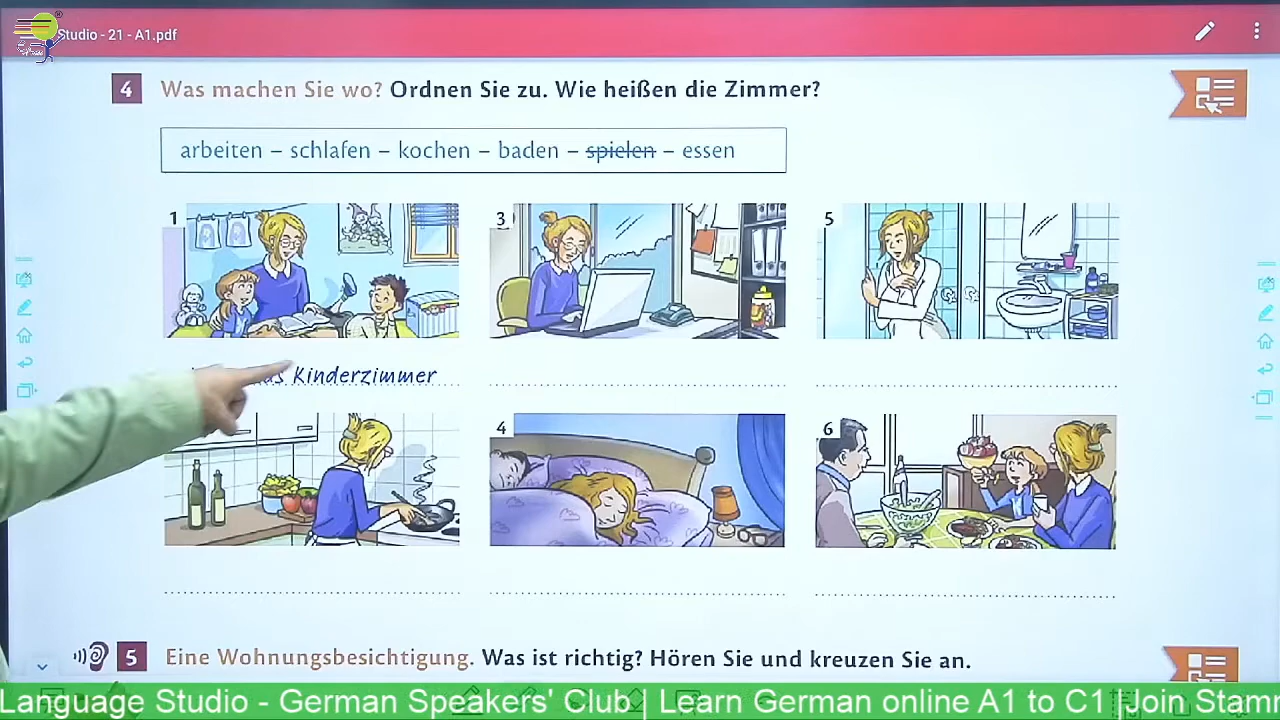 Studio - 21 - A1.pdf
4 Was machen Sie wo? Ordnen Sie zu. Wie heißen die Zimmer?
arbeiten – schlafen – kochen – baden – spielen – essen
1
3
5
Kinderzimmer
4
6
5 Eine Wohnungsbesichtigung. Was ist richtig? Hören Sie und kreuzen Sie an.
Language Studio - German Speakers' Club | Learn German online A1 to C1 | Join Stamm